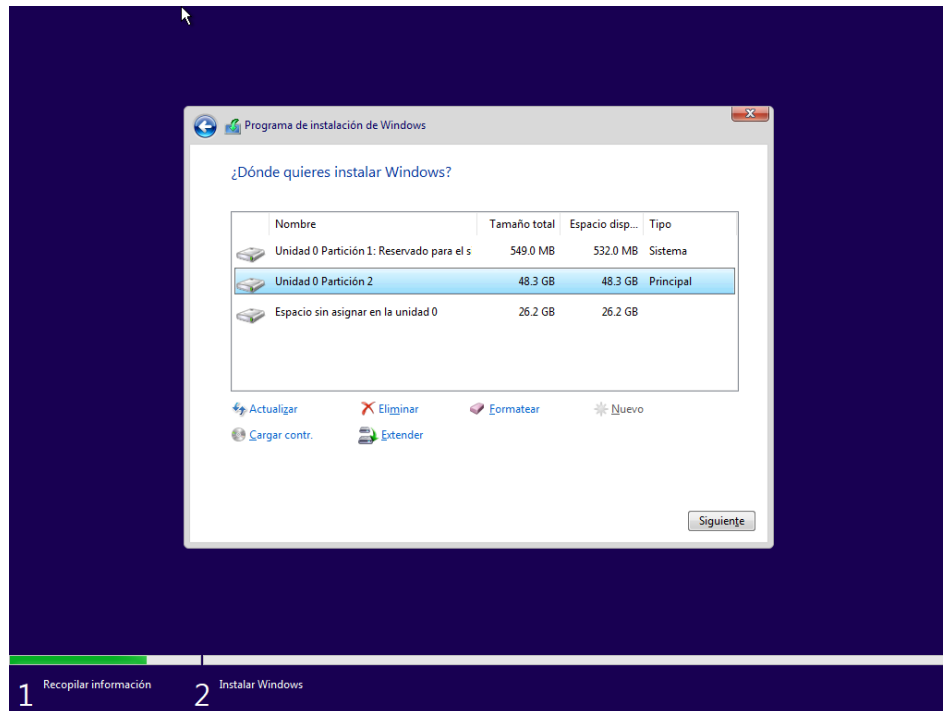 Programa de instalación de Windows
¿Dónde quieres instalar Windows?
Nombre Tamaño total Espacio disp... Tipo
Unidad 0 Partición 1: Reservado para el s 549.0 MB 532.0 MB Sistema
Unidad 0 Partición 2 48.3 GB 48.3 GB Principal
Espacio sin asignar en la unidad 0 26.2 GB 26.2 GB
Actualizar Eliminar Formatear Nuevo
Cargar contr. Extender
Siguiente
1 Recopilar información 2 Instalar Windows